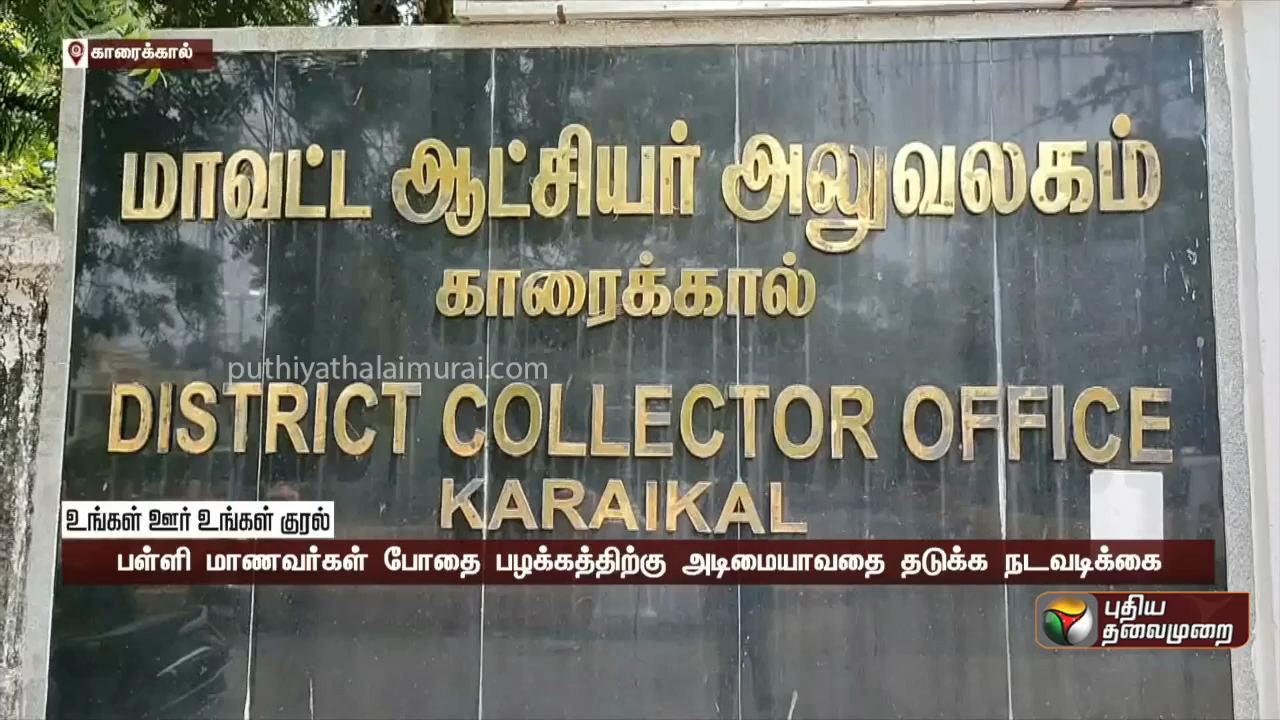 காரைக்கால்
மாவட்ட ஆட்சியர் அலுவலகம்
காரைக்கால்
puthiyathalaimurai.com
DISTRICT COLLECTOR OFFICE
KARAIKAL
உங்கள் ஊர் உங்கள் குரல்
பள்ளி மாணவர்கள் போதை பழக்கத்திற்கு அடிமையாவதை தடுக்க நடவடிக்கை
புதிய
தலைமுறை